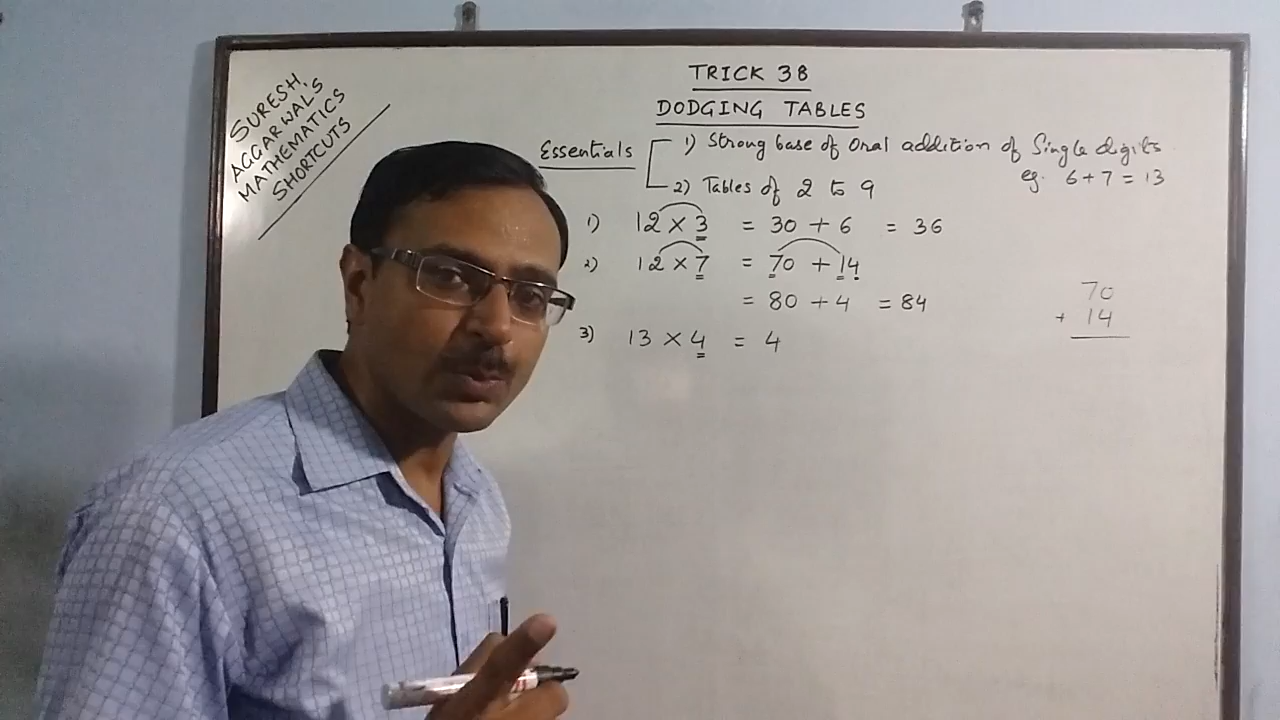 SURESH
AGGARWAL'S
MATHEMATICS
SHORTCUTS
TRICK 38
DODGING TABLES
Essentials
1) Strong base of Oral addition of Single digits
eg. 6+7 = 13
2) Tables of 2 to 9
1) 12 × 3 = 30 + 6 = 36
2) 12 × 7 = 70 + 14
= 80 + 4 = 84
3) 13 × 4 = 4
70
+ 14